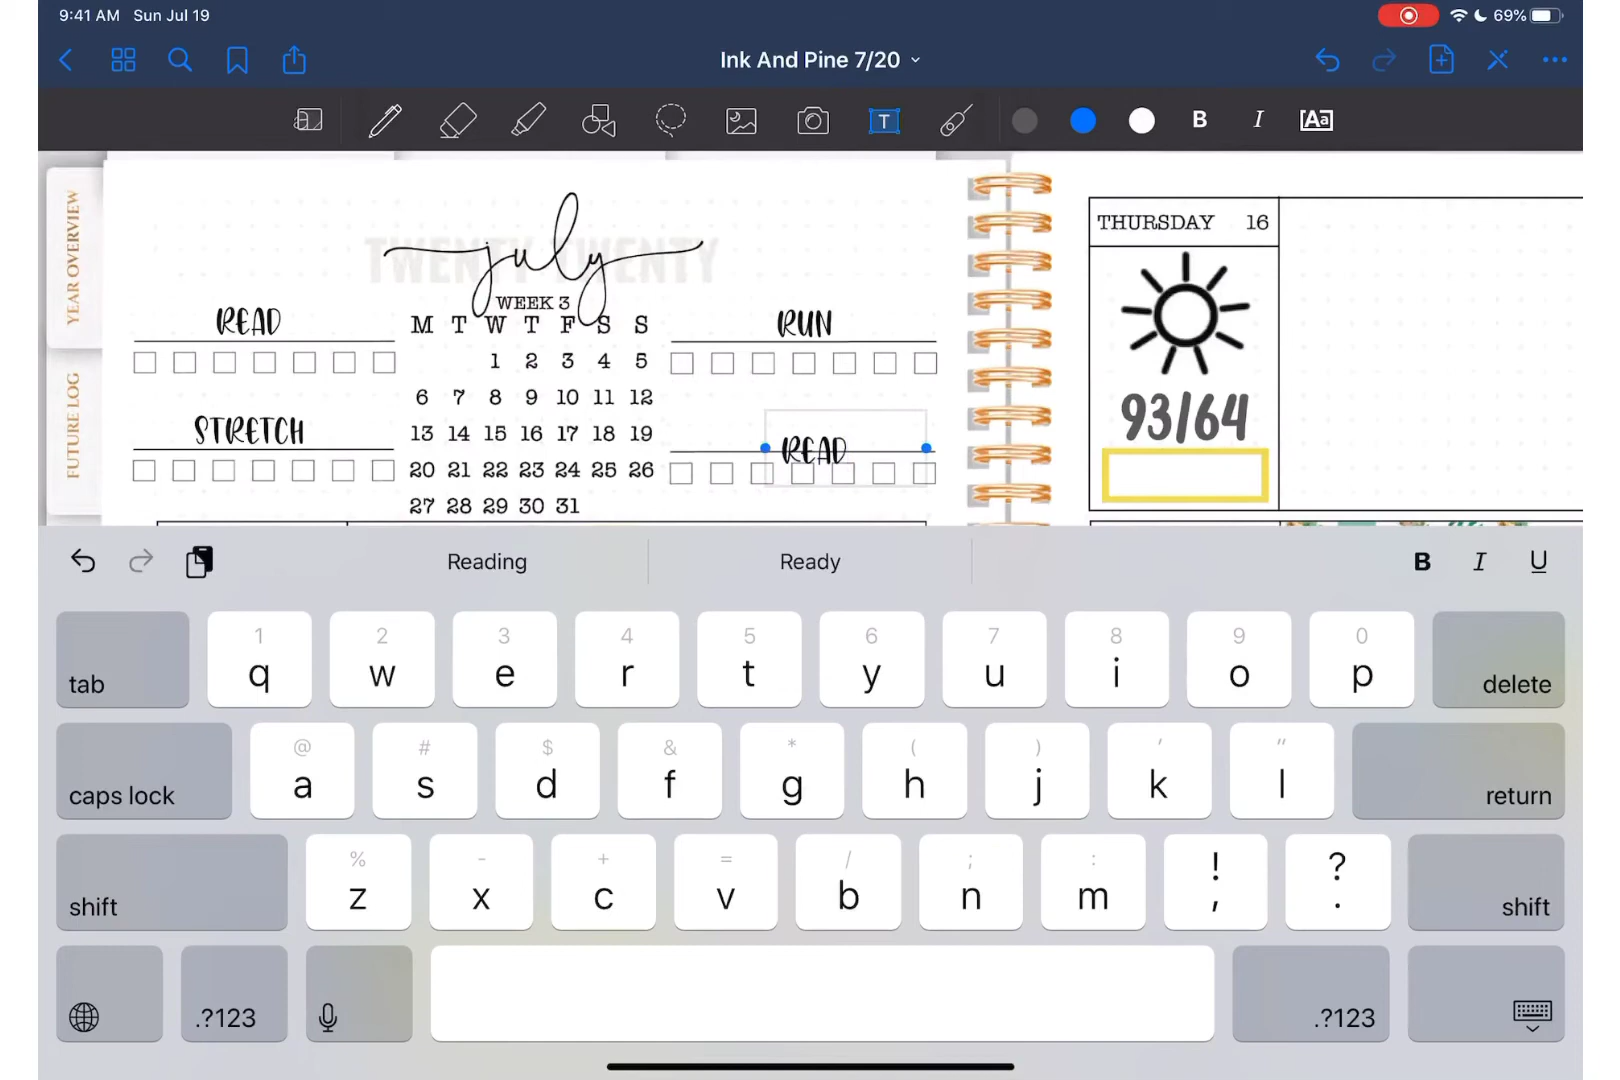 9:41 AM Sun Jul 19
69%
Ink And Pine 7/20
T
B I Aa
YEAR OVERVIEW
FUTURE LOG
TWENTY TWENTY
july
WEEK 3
READ
STRETCH
M T W T F S S
1 2 3 4 5
6 7 8 9 10 11 12
13 14 15 16 17 18 19
20 21 22 23 24 25 26
27 28 29 30 31
RUN
READ
THURSDAY 16
93/64
Reading Ready
B I U
1 2 3 4 5 6 7 8 9 0
tab q w e r t y u i o p delete
@ # $ & * ( ) ' "
caps lock a s d f g h j k l return
% - + = / ; : ! ?
shift z x c v b n m , . shift
.?123 .?123